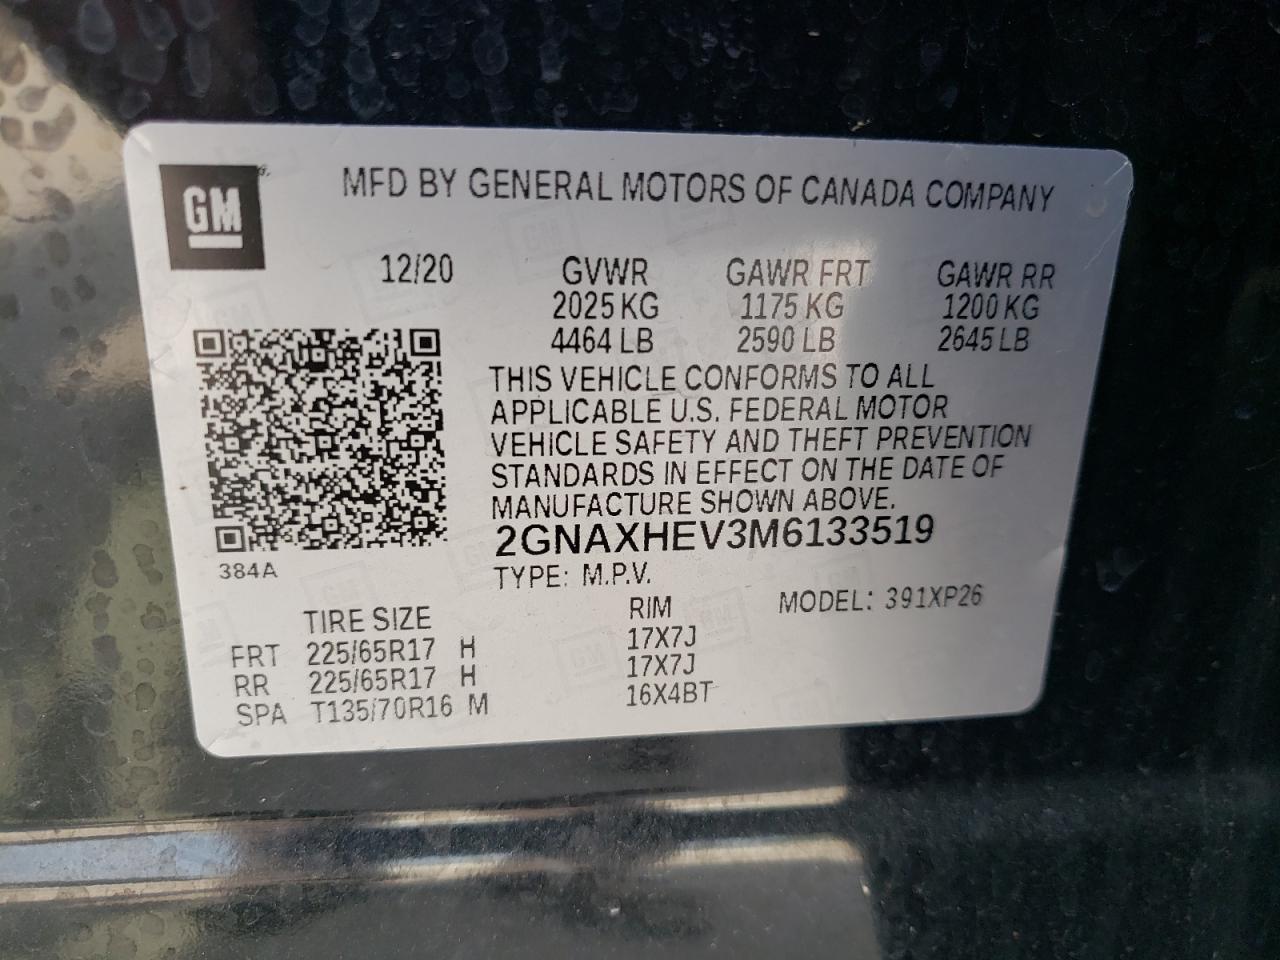 GM
MFD BY GENERAL MOTORS OF CANADA COMPANY
12/20 GVWR GAWR FRT GAWR RR
2025 KG 1175 KG 1200 KG
4464 LB 2590 LB 2645 LB
THIS VEHICLE CONFORMS TO ALL
APPLICABLE U.S. FEDERAL MOTOR
VEHICLE SAFETY AND THEFT PREVENTION
STANDARDS IN EFFECT ON THE DATE OF
MANUFACTURE SHOWN ABOVE.
2GNAXHEV3M6133519
384A
TYPE: M.P.V.
MODEL: 391XP26
TIRE SIZE RIM
FRT 225/65R17 H 17X7J
RR 225/65R17 H 17X7J
SPA T135/70R16 M 16X4BT